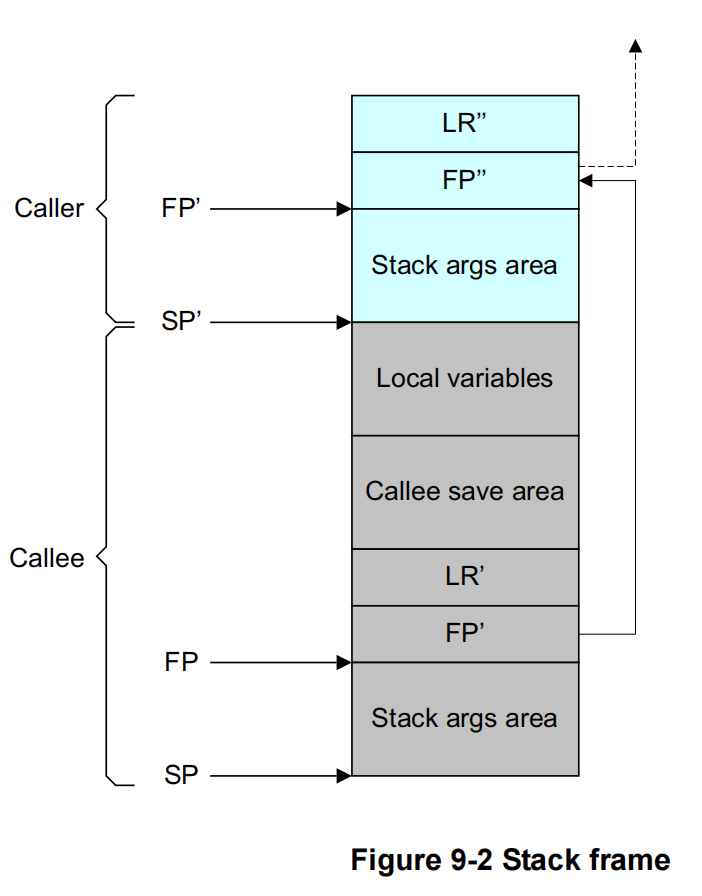 LR’’
FP’’
Caller
FP’
Stack args area
SP’
Local variables
Callee save area
Callee
LR’
FP’
FP
Stack args area
SP
Figure 9-2 Stack frame